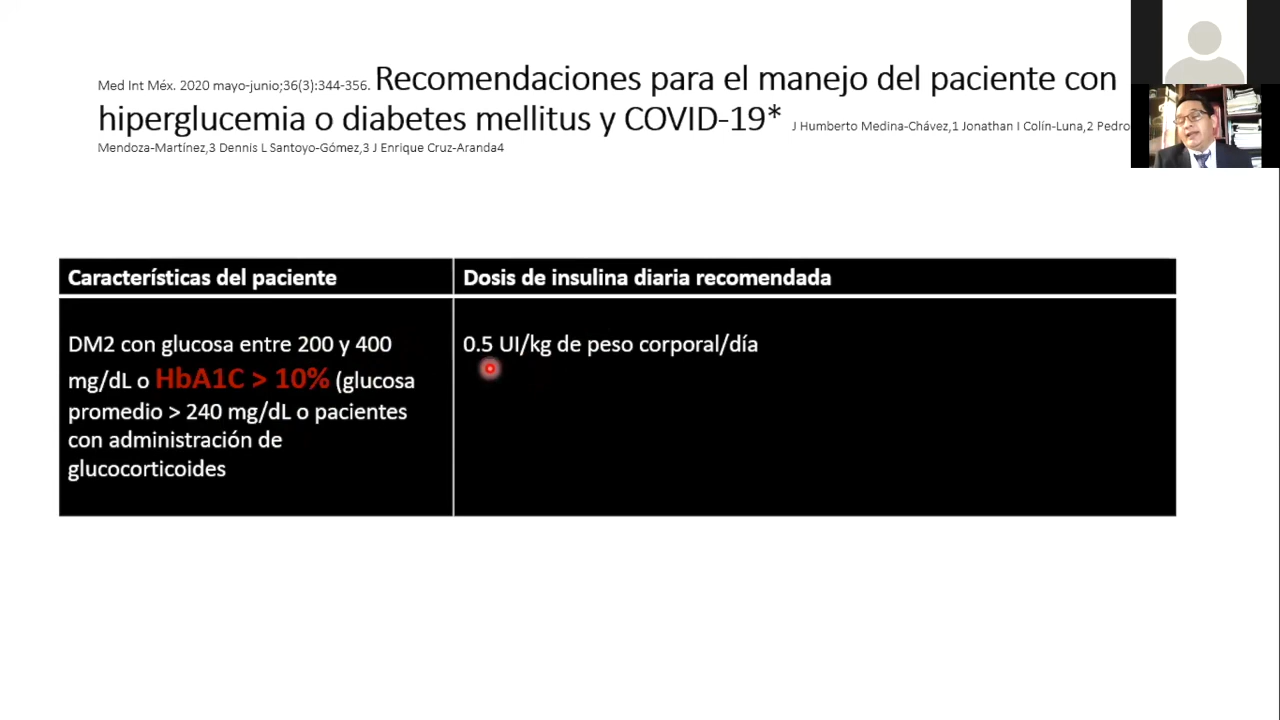 Med Int Méx. 2020 mayo-junio;36(3):344-356. Recomendaciones para el manejo del paciente con
hiperglucemia o diabetes mellitus y COVID-19* J Humberto Medina-Chávez,1 Jonathan I Colín-Luna,2 Pedro
Mendoza-Martínez,3 Dennis L Santoyo-Gómez,3 J Enrique Cruz-Aranda4
Características del paciente
Dosis de insulina diaria recomendada
DM2 con glucosa entre 200 y 400
mg/dL o HbA1C > 10% (glucosa
promedio > 240 mg/dL o pacientes
con administración de
glucocorticoides
0.5 UI/kg de peso corporal/día